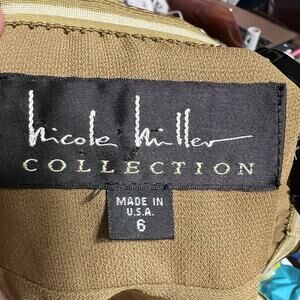 Nicole Miller
COLLECTION
MADE IN
U.S.A.
6